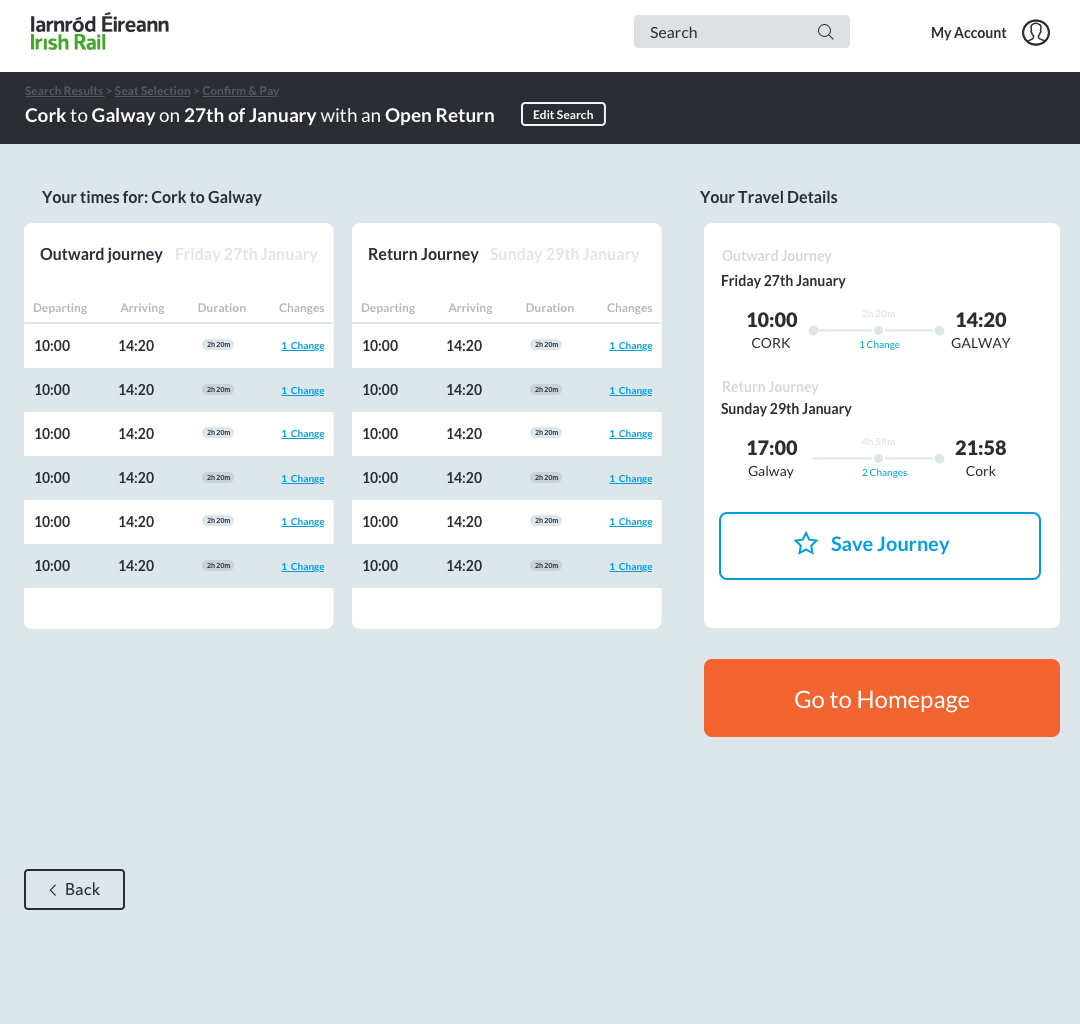 Iarnród Éireann
Irish Rail
Search
My Account
Search Results > Seat Selection > Confirm & Pay
Cork to Galway on 27th of January with an Open Return
Edit Search
Your times for: Cork to Galway
Outward journey Friday 27th January
Departing Arriving Duration Changes
10:00 14:20 2h 20m 1 Change
10:00 14:20 2h 20m 1 Change
10:00 14:20 2h 20m 1 Change
10:00 14:20 2h 20m 1 Change
10:00 14:20 2h 20m 1 Change
10:00 14:20 2h 20m 1 Change
Return Journey Sunday 29th January
Departing Arriving Duration Changes
10:00 14:20 2h 20m 1 Change
10:00 14:20 2h 20m 1 Change
10:00 14:20 2h 20m 1 Change
10:00 14:20 2h 20m 1 Change
10:00 14:20 2h 20m 1 Change
10:00 14:20 2h 20m 1 Change
Your Travel Details
Outward Journey
Friday 27th January
10:00 2h 20m 14:20
CORK 1 Change GALWAY
Return Journey
Sunday 29th January
17:00 4h 58m 21:58
Galway 2 Changes Cork
Save Journey
Go to Homepage
Back